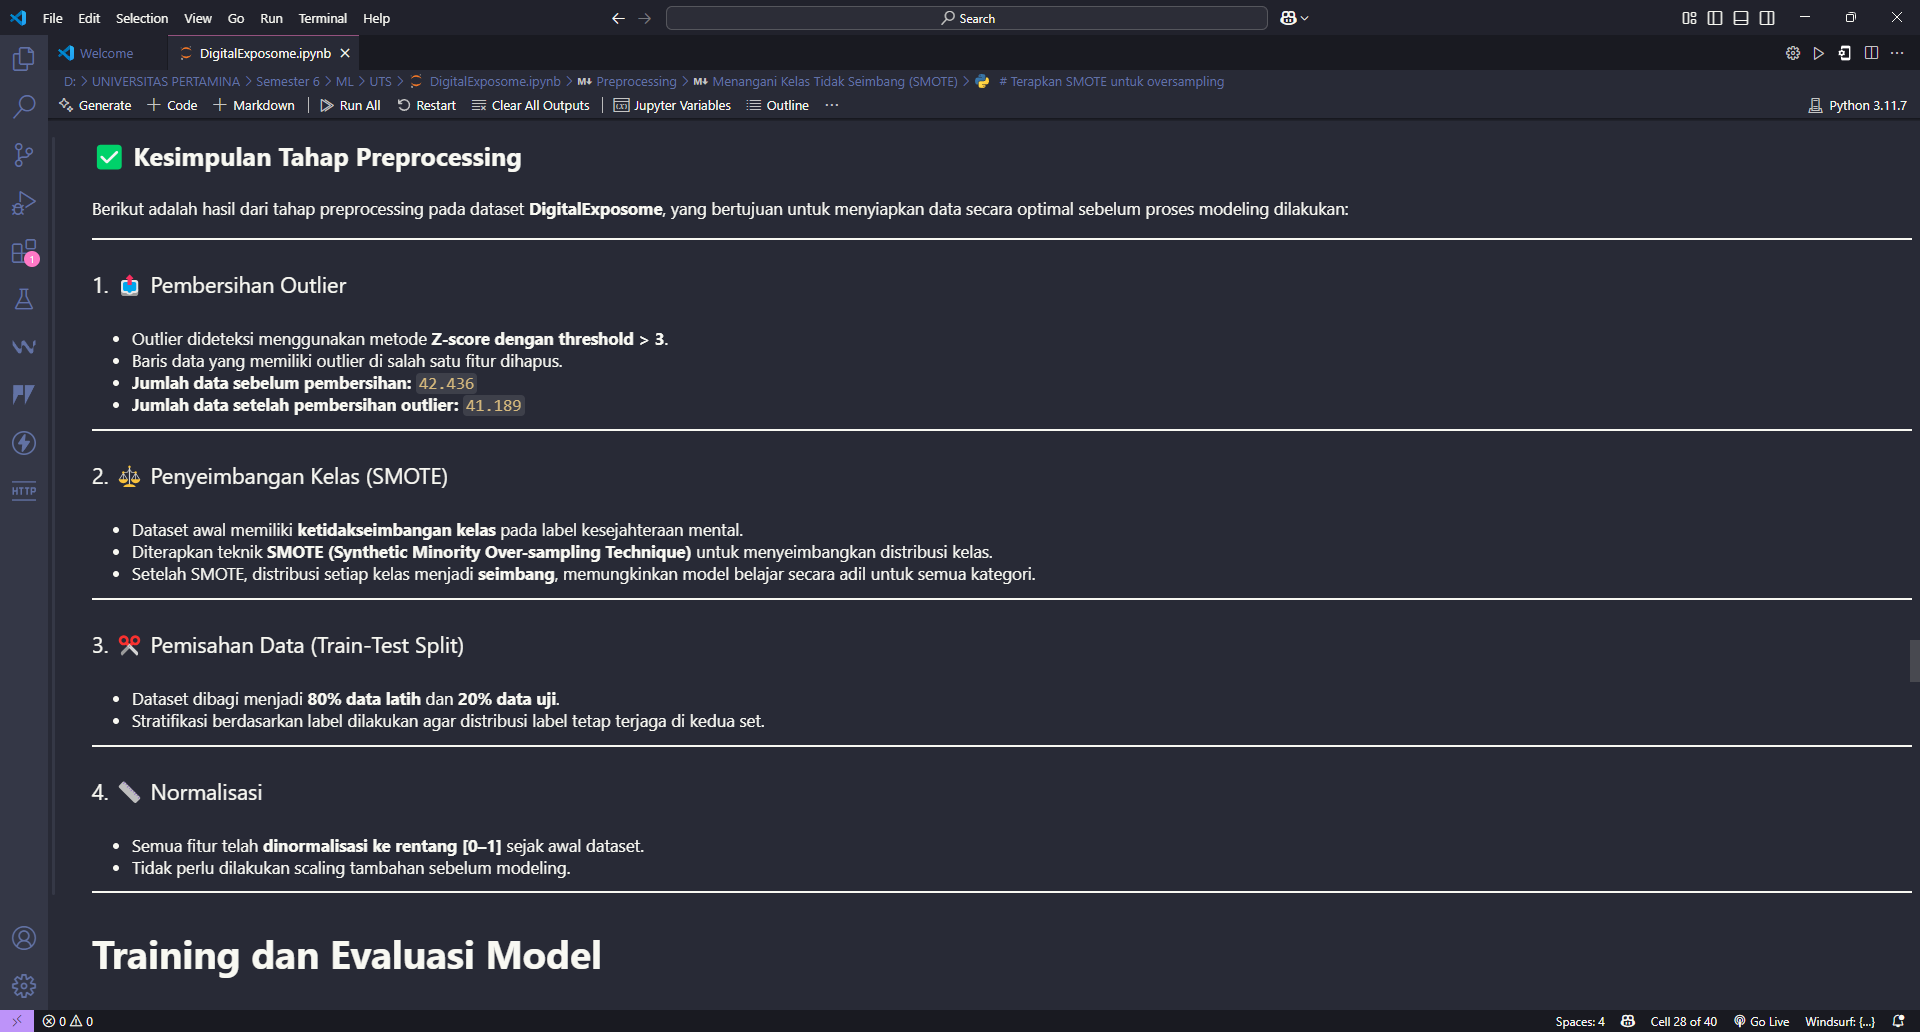 File Edit Selection View Go Run Terminal Help
Search
Welcome
DigitalExposome.ipynb
D: > UNIVERSITAS PERTAMINA > Semester 6 > ML > UTS > DigitalExposome.ipynb > M↓ Preprocessing > M↓ Menangani Kelas Tidak Seimbang (SMOTE) > # Terapkan SMOTE untuk oversampling
Generate + Code + Markdown | Run All Restart Clear All Outputs | Jupyter Variables Outline ...
Python 3.11.7
Kesimpulan Tahap Preprocessing
Berikut adalah hasil dari tahap preprocessing pada dataset DigitalExposome, yang bertujuan untuk menyiapkan data secara optimal sebelum proses modeling dilakukan:
1. Pembersihan Outlier
• Outlier dideteksi menggunakan metode Z-score dengan threshold > 3.
• Baris data yang memiliki outlier di salah satu fitur dihapus.
• Jumlah data sebelum pembersihan: 42.436
• Jumlah data setelah pembersihan outlier: 41.189
2. Penyeimbangan Kelas (SMOTE)
• Dataset awal memiliki ketidakseimbangan kelas pada label kesejahteraan mental.
• Diterapkan teknik SMOTE (Synthetic Minority Over-sampling Technique) untuk menyeimbangkan distribusi kelas.
• Setelah SMOTE, distribusi setiap kelas menjadi seimbang, memungkinkan model belajar secara adil untuk semua kategori.
3. Pemisahan Data (Train-Test Split)
• Dataset dibagi menjadi 80% data latih dan 20% data uji.
• Stratifikasi berdasarkan label dilakukan agar distribusi label tetap terjaga di kedua set.
4. Normalisasi
• Semua fitur telah dinormalisasi ke rentang [0–1] sejak awal dataset.
• Tidak perlu dilakukan scaling tambahan sebelum modeling.
Training dan Evaluasi Model
1
HTTP
0 0
Spaces: 4
Cell 28 of 40
Go Live
Windsurf: {...}